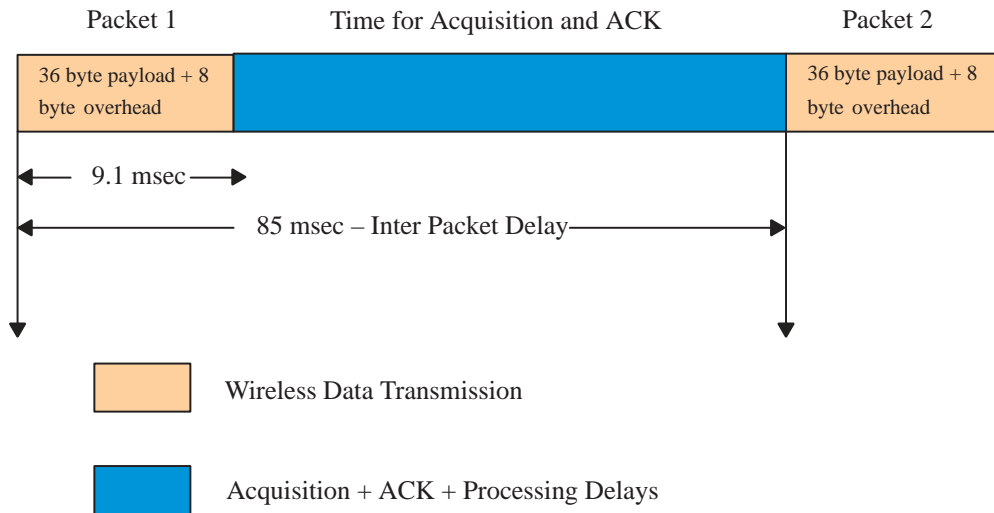 Packet 1
Time for Acquisition and ACK
Packet 2
36 byte payload + 8
byte overhead
36 byte payload + 8
byte overhead
9.1 msec
85 msec – Inter Packet Delay
Wireless Data Transmission
Acquisition + ACK + Processing Delays